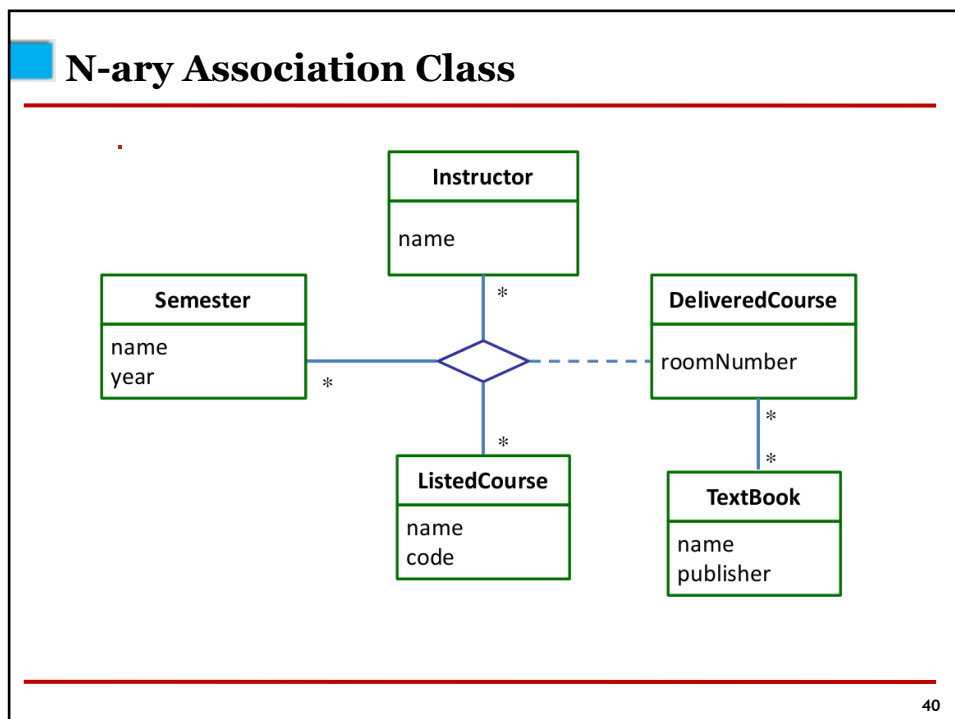 N-ary Association Class
Instructor
name
*
Semester
name
year
*
DeliveredCourse
roomNumber
*
*
ListedCourse
name
code
*
TextBook
name
publisher
40